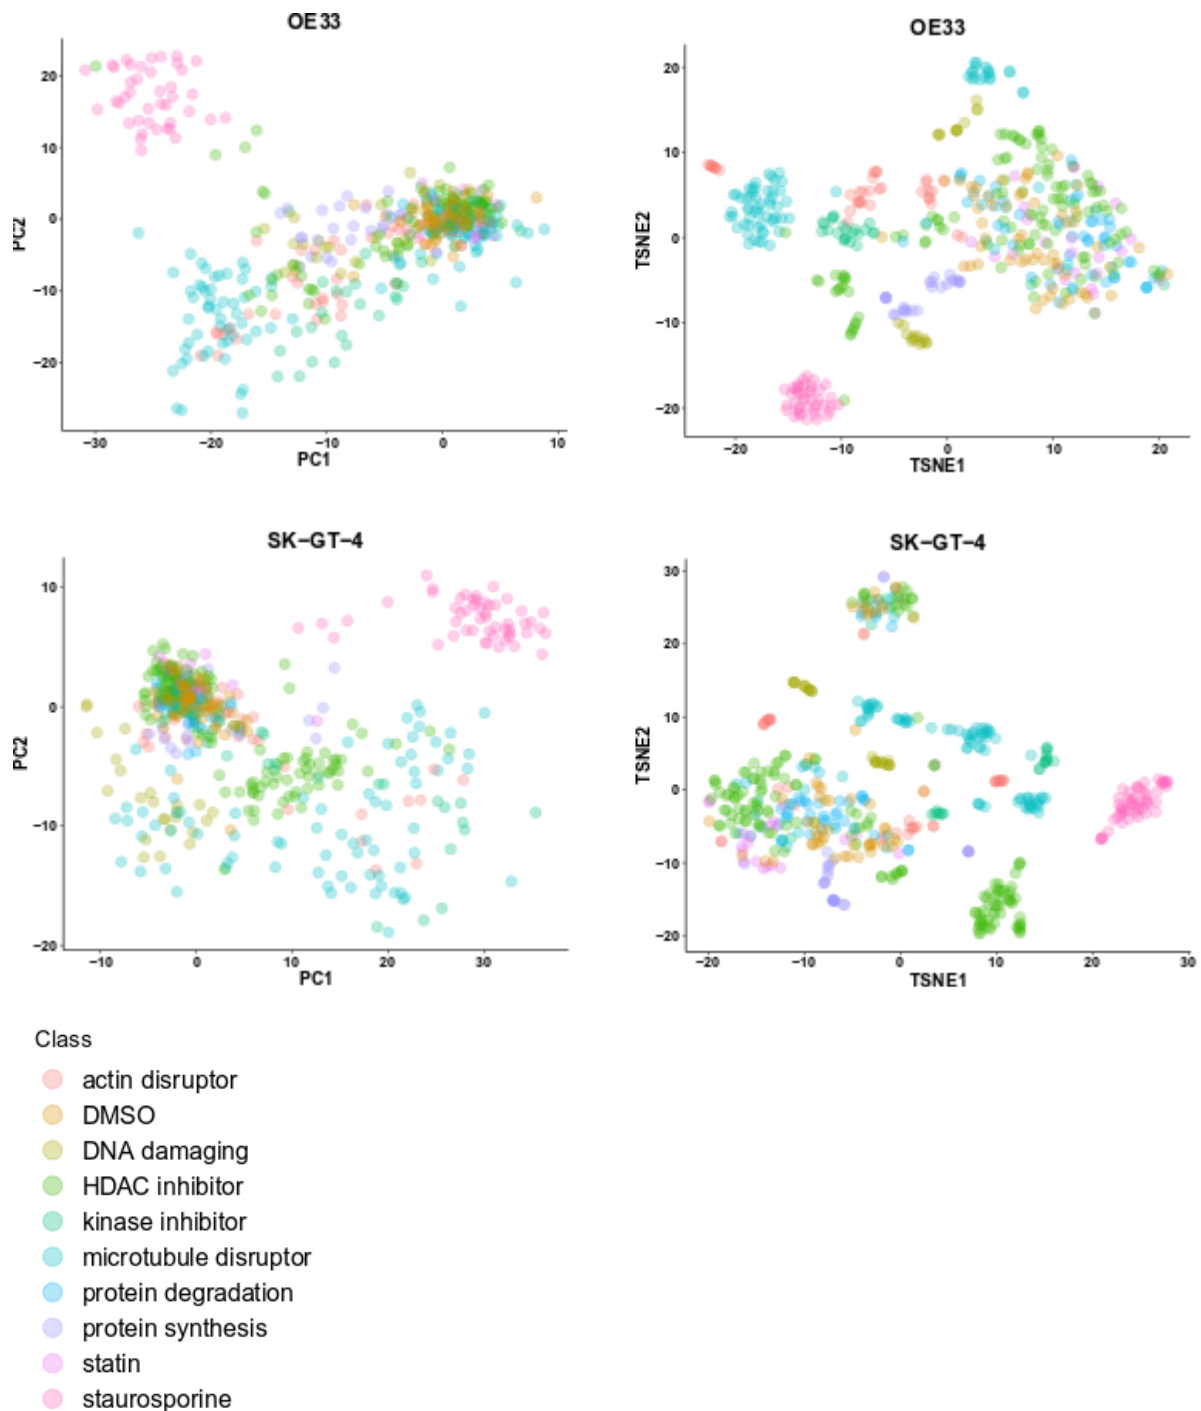 OE33
20
10
0
−10
−20
PC2
−30
−20
−10
0
10
PC1
OE33
20
10
0
−10
−20
TSNE2
−20
−10
0
10
20
TSNE1
SK−GT−4
10
0
−10
−20
PC2
−10
0
10
20
30
PC1
SK−GT−4
30
20
10
0
−10
−20
TSNE2
−20
−10
0
10
20
30
TSNE1
Class
actin disruptor
DMSO
DNA damaging
HDAC inhibitor
kinase inhibitor
microtubule disruptor
protein degradation
protein synthesis
statin
staurosporine